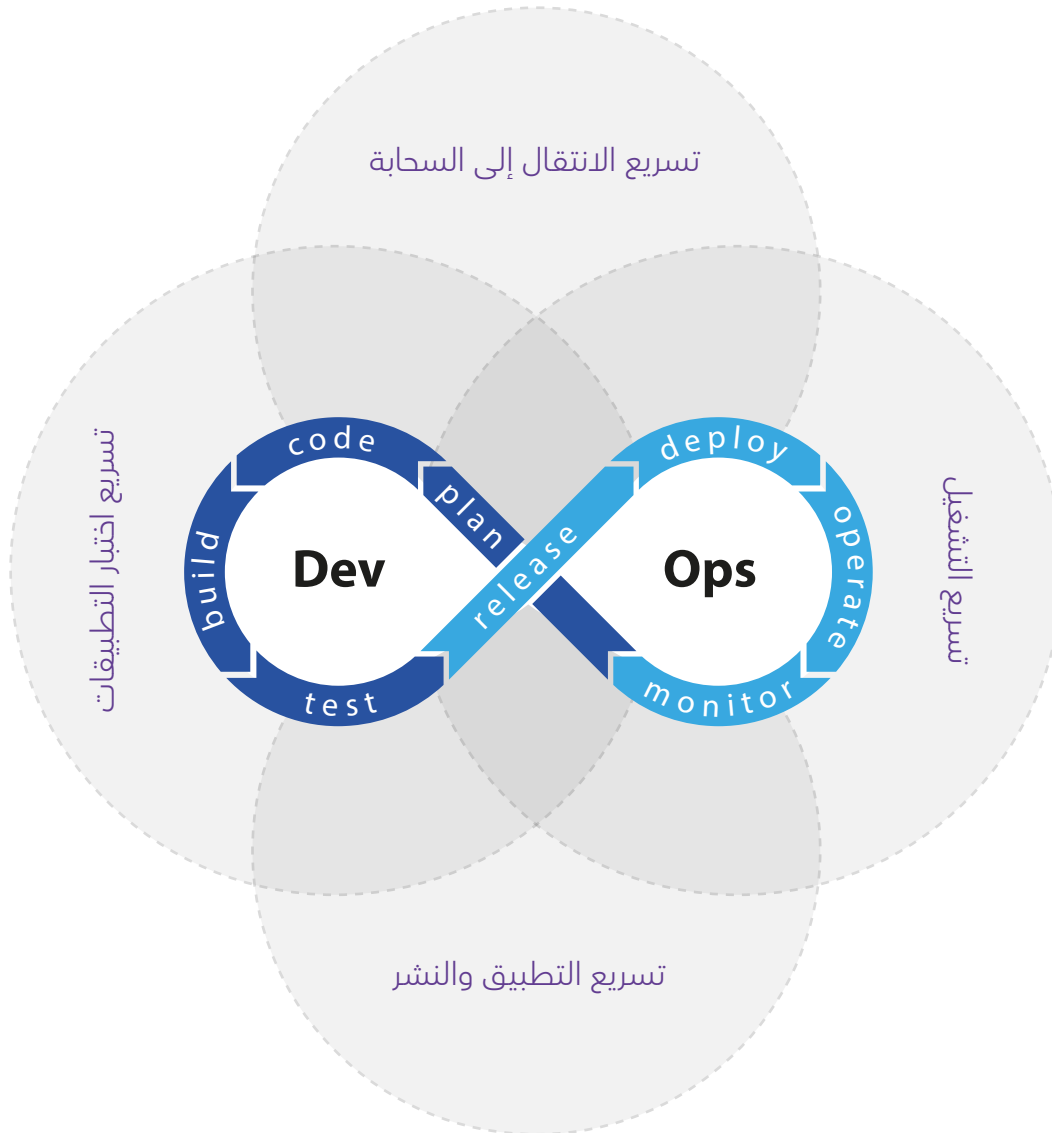 تسريع الانتقال إلى السحابة
تسريع اختبار التطبيقات
code
plan
build
Dev
test
release
deploy
operate
Ops
monitor
تسريع التشغيل
تسريع التطبيق والنشر